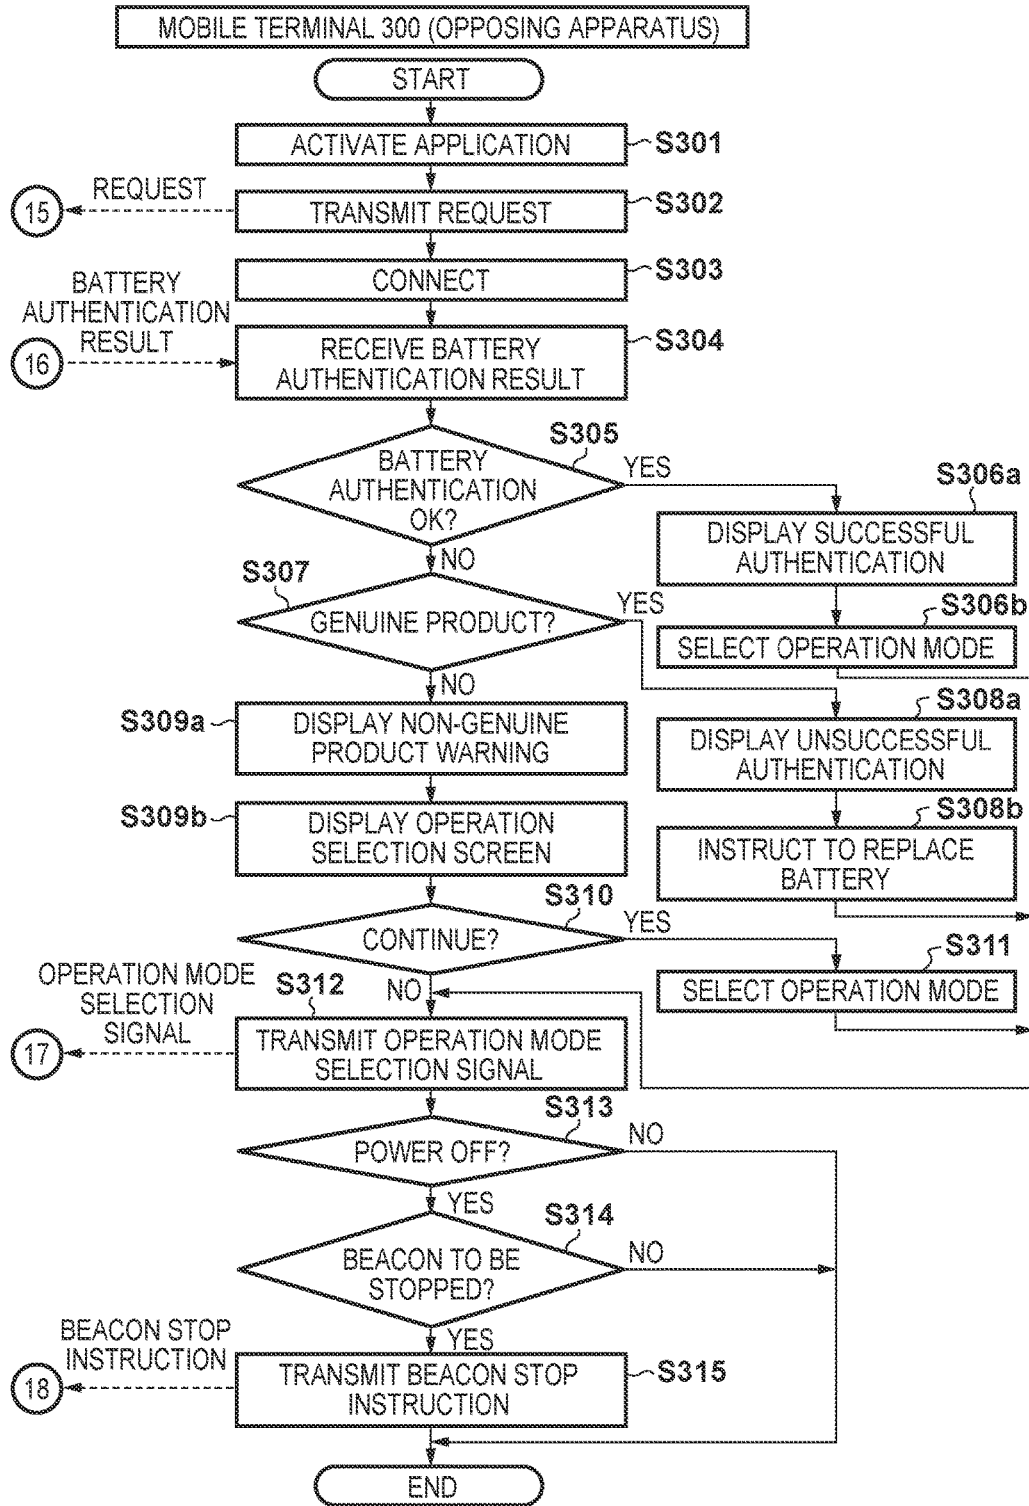 MOBILE TERMINAL 300 (OPPOSING APPARATUS)
START
ACTIVATE APPLICATION
S301
REQUEST
15
TRANSMIT REQUEST
S302
CONNECT
S303
BATTERY
AUTHENTICATION
RESULT
16
RECEIVE BATTERY
AUTHENTICATION RESULT
S304
BATTERY
AUTHENTICATION
OK?
S305
YES
NO
S306a
DISPLAY SUCCESSFUL
AUTHENTICATION
S306b
SELECT OPERATION MODE
S307
GENUINE PRODUCT?
YES
NO
S308a
DISPLAY UNSUCCESSFUL
AUTHENTICATION
S308b
INSTRUCT TO REPLACE
BATTERY
S309a
DISPLAY NON-GENUINE
PRODUCT WARNING
S309b
DISPLAY OPERATION
SELECTION SCREEN
S310
CONTINUE?
YES
NO
S311
SELECT OPERATION MODE
OPERATION MODE
SELECTION
SIGNAL
17
S312
TRANSMIT OPERATION MODE
SELECTION SIGNAL
S313
POWER OFF?
NO
YES
S314
BEACON TO BE
STOPPED?
NO
YES
BEACON STOP
INSTRUCTION
18
TRANSMIT BEACON STOP
INSTRUCTION
S315
END